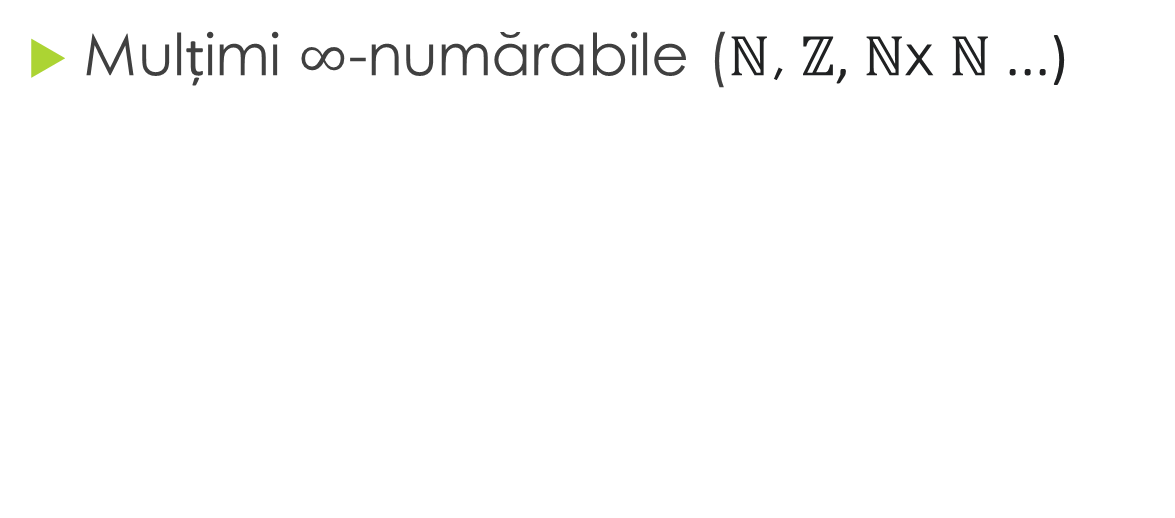 Mulțimi ∞-numărabile (ℕ, ℤ, ℕx ℕ ...)